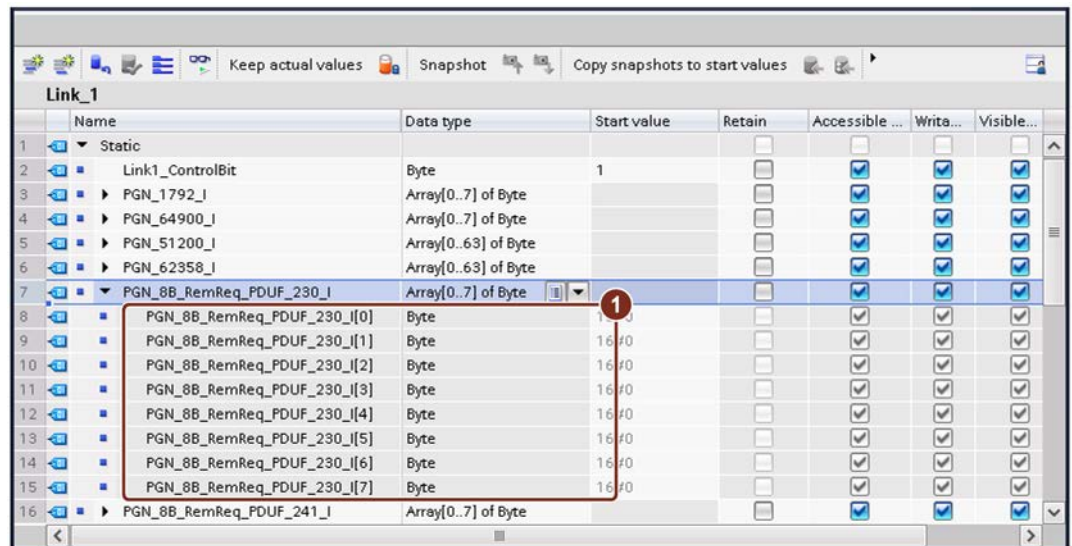 Keep actual values Snapshot Copy snapshots to start values
Link_1
Name Data type Start value Retain Accessible ... Writa... Visible...
1 Static
2 Link1_ControlBit Byte 1
3 PGN_1792_I Array[0..7] of Byte
4 PGN_64900_I Array[0..7] of Byte
5 PGN_51200_I Array[0..63] of Byte
6 PGN_62358_I Array[0..63] of Byte
7 PGN_8B_RemReq_PDUF_230_I Array[0..7] of Byte
1
8 PGN_8B_RemReq_PDUF_230_I[0] Byte
9 PGN_8B_RemReq_PDUF_230_I[1] Byte 16#0
10 PGN_8B_RemReq_PDUF_230_I[2] Byte 16#0
11 PGN_8B_RemReq_PDUF_230_I[3] Byte 16#0
12 PGN_8B_RemReq_PDUF_230_I[4] Byte 16#0
13 PGN_8B_RemReq_PDUF_230_I[5] Byte 16#0
14 PGN_8B_RemReq_PDUF_230_I[6] Byte 16#0
15 PGN_8B_RemReq_PDUF_230_I[7] Byte 16#0
16 PGN_8B_RemReq_PDUF_241_I Array[0..7] of Byte